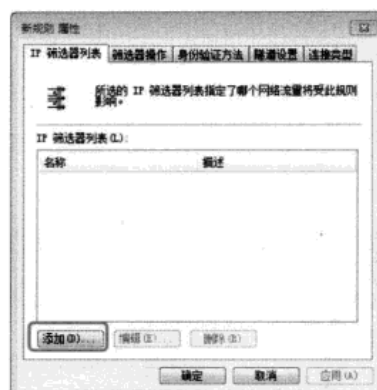 新规则 属性
IP 筛选器列表 筛选器操作 身份验证方法 隧道设置 连接类型
所选的 IP 筛选器列表指定了哪个网络流量将受此规则
影响。
IP 筛选器列表(L):
名称 描述
添加(D)... 编辑(E)... 删除(R)
确定 取消 应用(A)